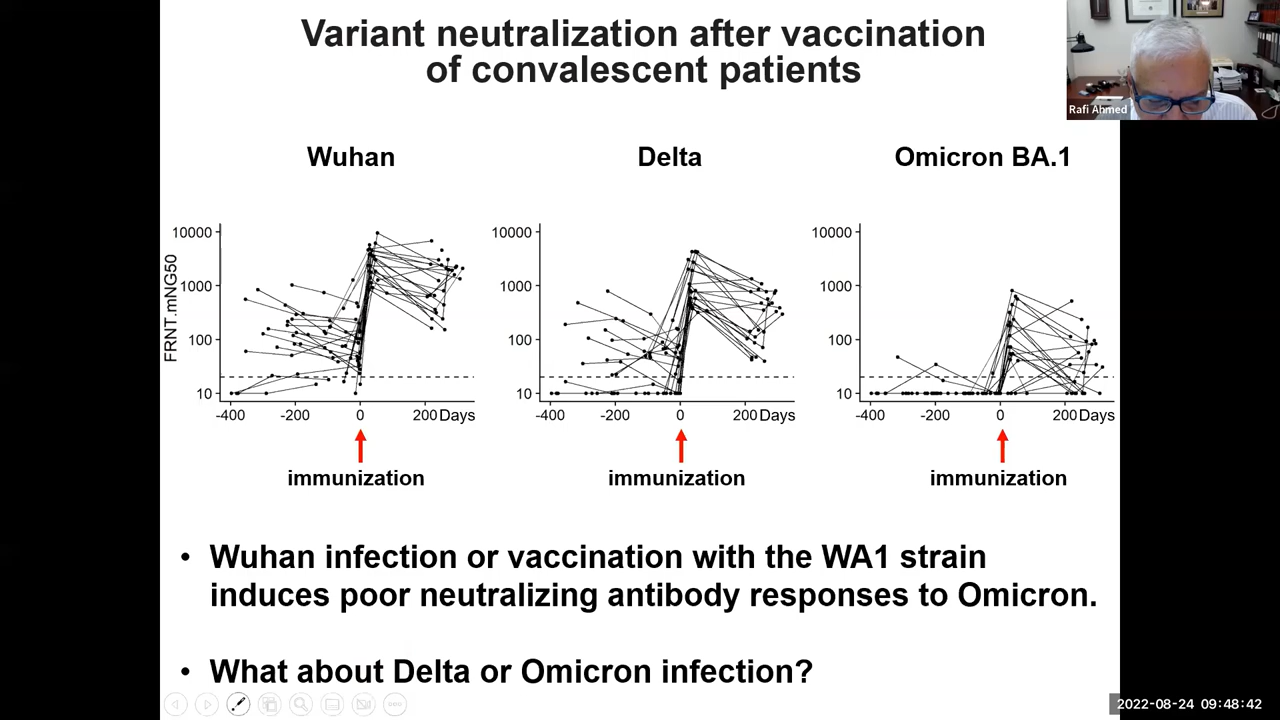 Variant neutralization after vaccination
of convalescent patients
Rafi Ahmed
Wuhan
Delta
Omicron BA.1
FRNT.mNG50
10000
1000
100
10
-400
-200
0
200
Days
immunization
10000
1000
100
10
-400
-200
0
200
Days
immunization
10000
1000
100
10
-400
-200
0
200
Days
immunization
• Wuhan infection or vaccination with the WA1 strain
induces poor neutralizing antibody responses to Omicron.
• What about Delta or Omicron infection?
2022-08-24 09:48:42